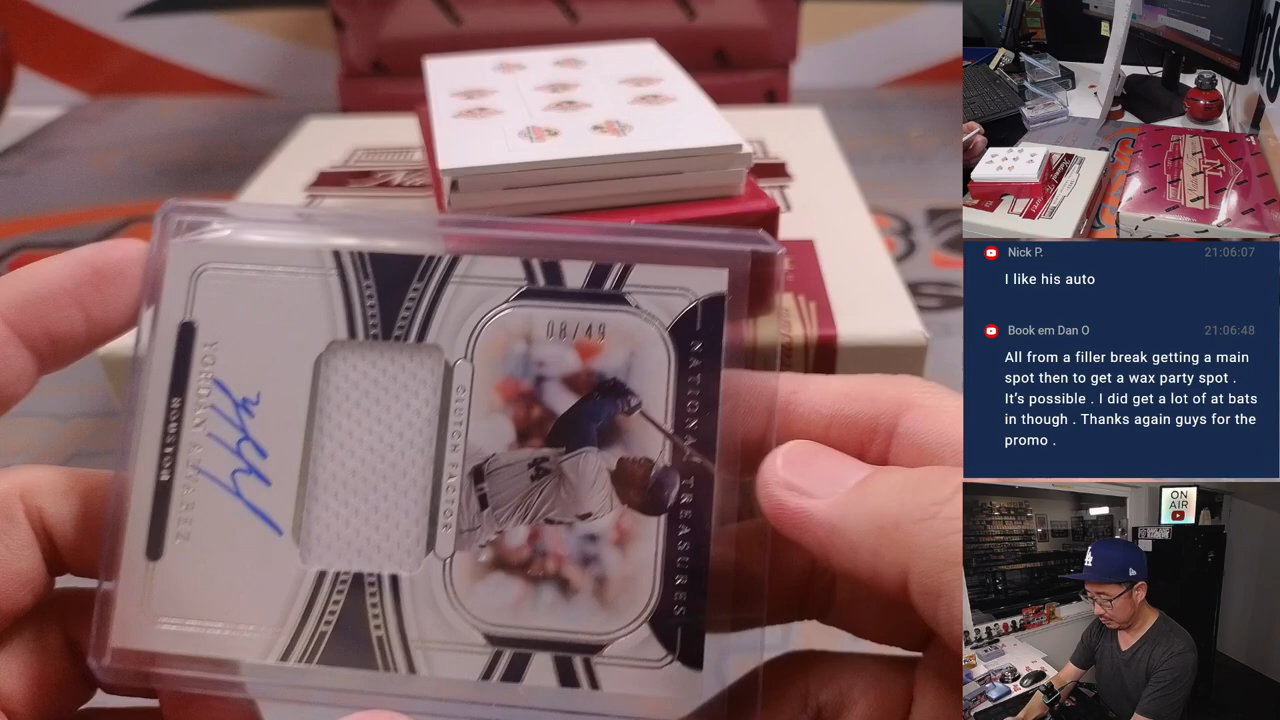 08/49
NATIONAL TREASURES
CLUTCH FACTOR
YORDAN ALVAREZ
HOUSTON
44
Nick P.
21:06:07
I like his auto
Book em Dan O
21:06:48
All from a filler break getting a main
spot then to get a wax party spot .
It's possible . I did get a lot of at bats
in though . Thanks again guys for the
promo .
ON
AIR
LA